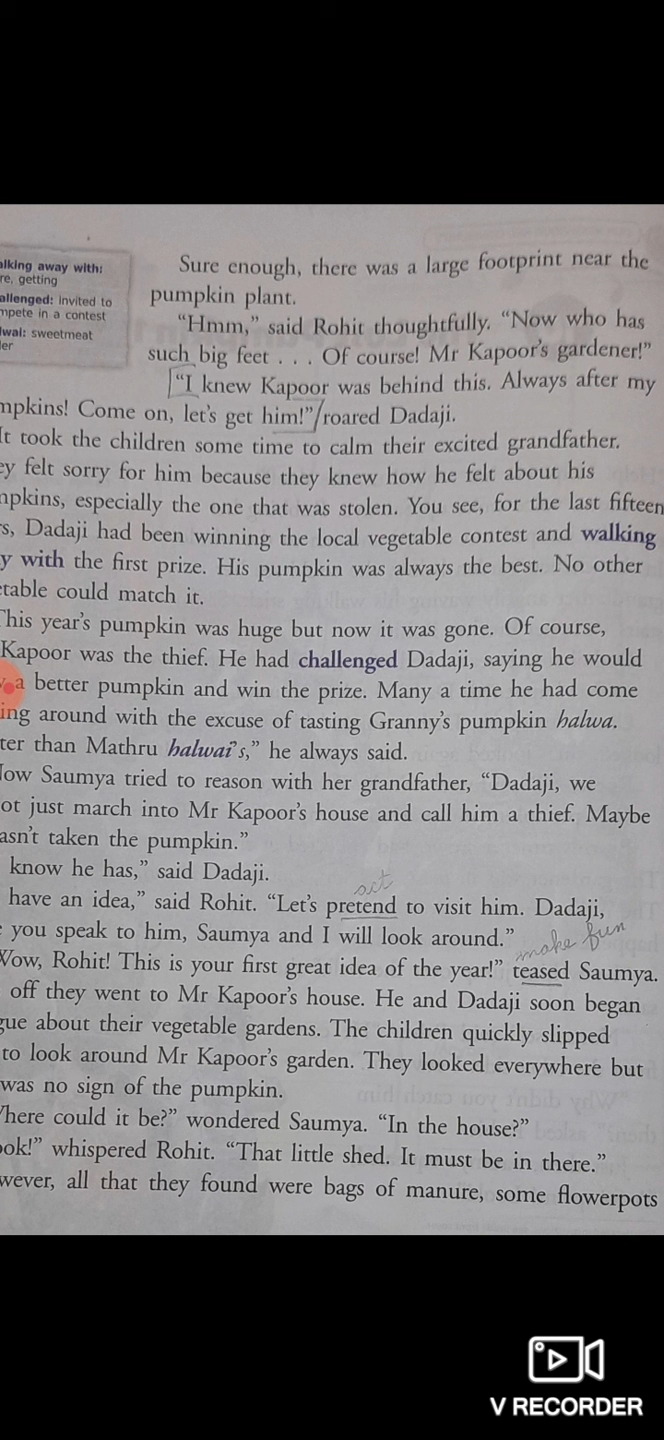 alking away with:
re, getting
allenged: invited to
mpete in a contest
lwai: sweetmeat
er
Sure enough, there was a large footprint near the
pumpkin plant.
“Hmm,” said Rohit thoughtfully. “Now who has
such big feet . . . Of course! Mr Kapoor’s gardener!”
“I knew Kapoor was behind this. Always after my
mpkins! Come on, let’s get him!” roared Dadaji.
It took the children some time to calm their excited grandfather.
ey felt sorry for him because they knew how he felt about his
mpkins, especially the one that was stolen. You see, for the last fifteen
rs, Dadaji had been winning the local vegetable contest and walking
y with the first prize. His pumpkin was always the best. No other
etable could match it.
This year’s pumpkin was huge but now it was gone. Of course,
Kapoor was the thief. He had challenged Dadaji, saying he would
a better pumpkin and win the prize. Many a time he had come
ing around with the excuse of tasting Granny’s pumpkin halwa.
ter than Mathru halwai’s,” he always said.
Now Saumya tried to reason with her grandfather, “Dadaji, we
ot just march into Mr Kapoor’s house and call him a thief. Maybe
asn’t taken the pumpkin.”
know he has,” said Dadaji.
act
have an idea,” said Rohit. “Let’s pretend to visit him. Dadaji,
e you speak to him, Saumya and I will look around.”
make fun
Wow, Rohit! This is your first great idea of the year!” teased Saumya.
off they went to Mr Kapoor’s house. He and Dadaji soon began
gue about their vegetable gardens. The children quickly slipped
to look around Mr Kapoor’s garden. They looked everywhere but
was no sign of the pumpkin.
Where could it be?” wondered Saumya. “In the house?”
ook!” whispered Rohit. “That little shed. It must be in there.”
wever, all that they found were bags of manure, some flowerpots
V RECORDER